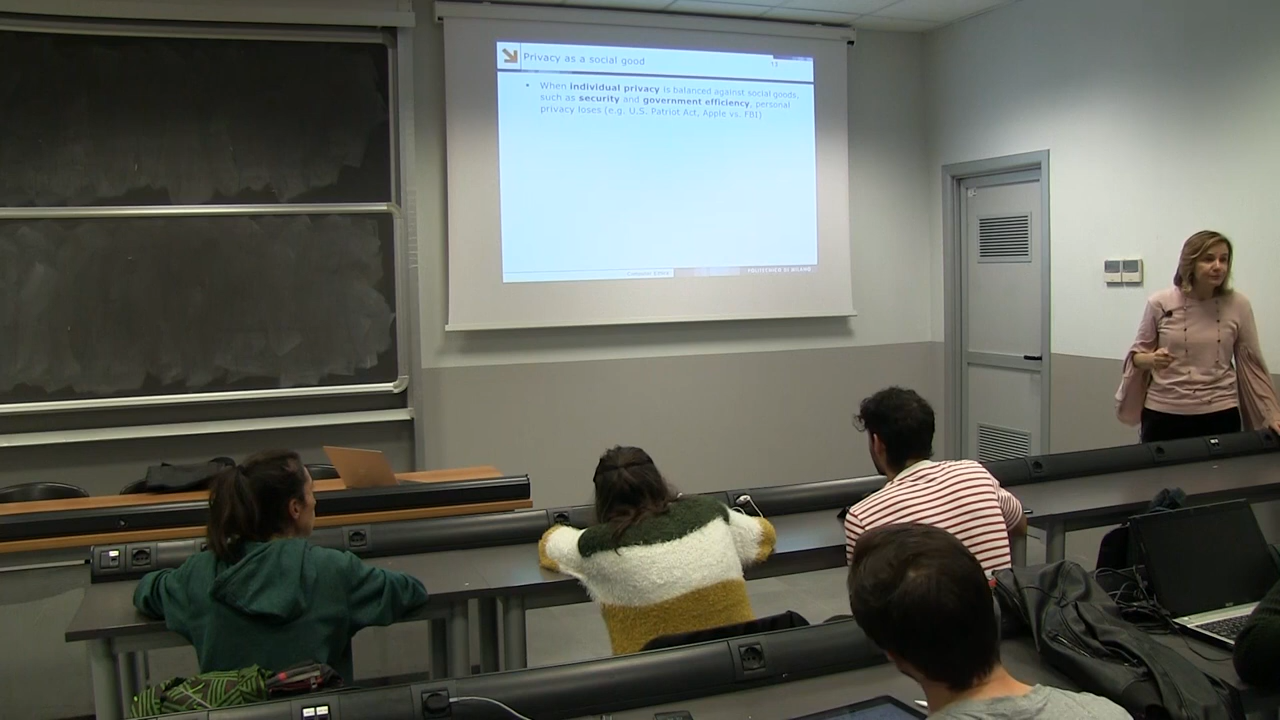 Privacy as a social good
13
• When individual privacy is balanced against social goods,
such as security and government efficiency, personal
privacy loses (e.g. U.S. Patriot Act, Apple vs. FBI)
Computer Ethics
POLITECNICO DI MILANO